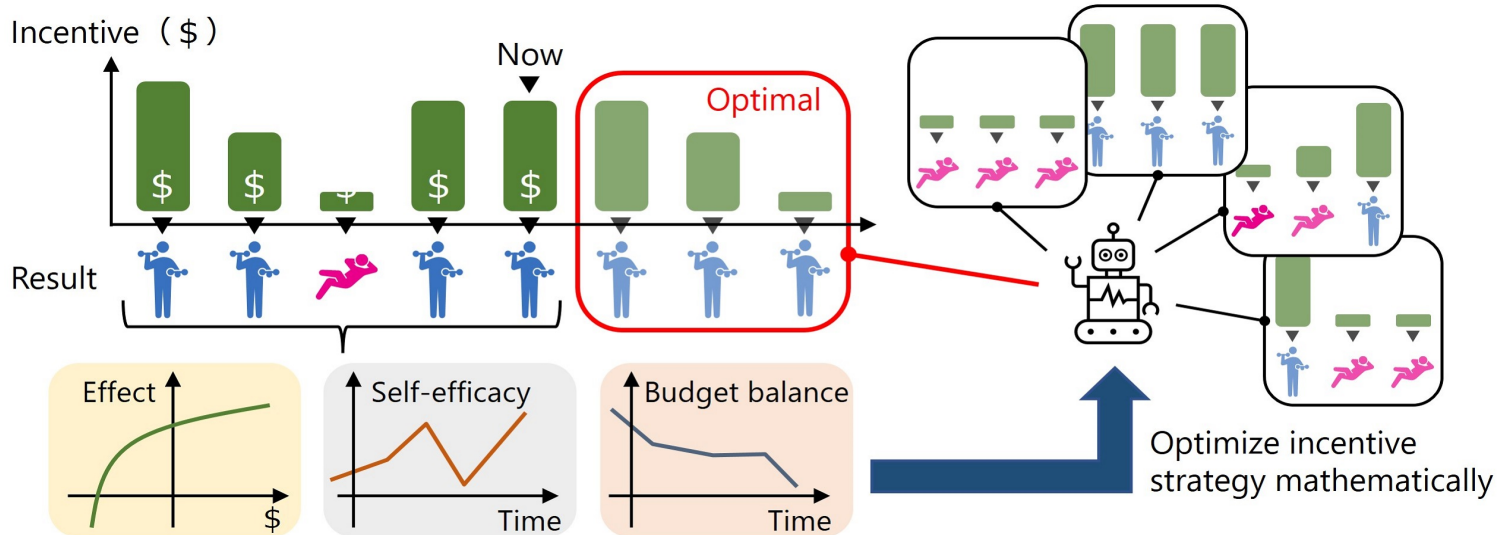 Incentive ($)
Now
Optimal
$ $ $ $ $
Result
Effect
$
Self-efficacy
Time
Budget balance
Time
Optimize incentive
strategy mathematically